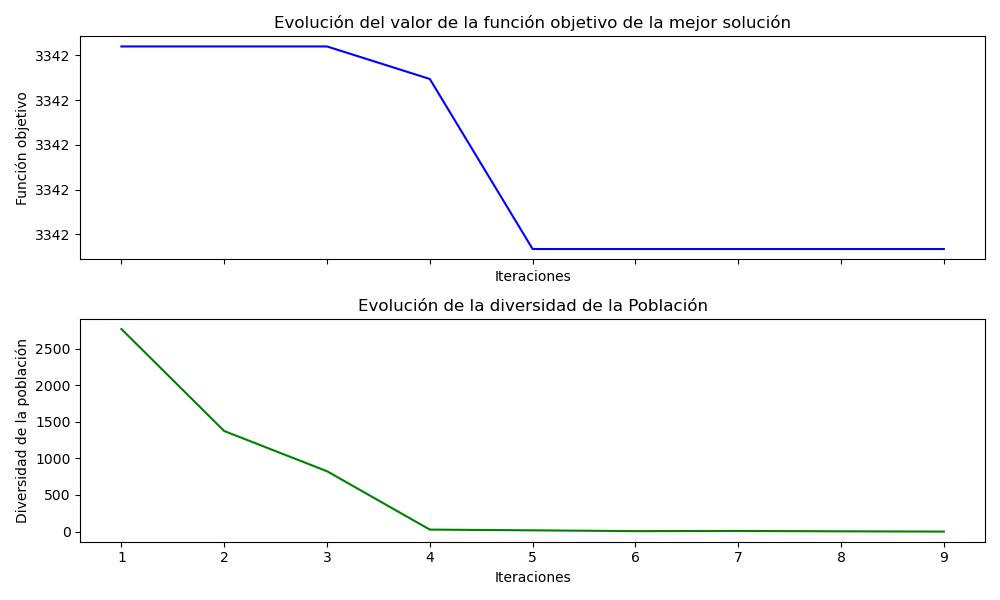 Evolución del valor de la función objetivo de la mejor solución
3342
3342
3342
3342
3342
Función objetivo
Iteraciones
Evolución de la diversidad de la Población
2500
2000
1500
1000
500
0
Diversidad de la población
1 2 3 4 5 6 7 8 9
Iteraciones